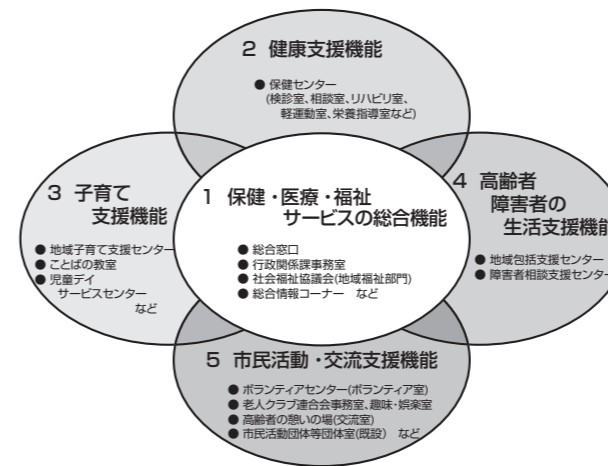 2 健康支援機能
● 保健センター
(検診室、相談室、リハビリ室、
軽運動室、栄養指導室など)
3 子育て
支援機能
● 地域子育て支援センター
● ことばの教室
● 児童デイ
サービスセンター
など
1 保健・医療・福祉
サービスの総合機能
● 総合窓口
● 行政関係課事務室
● 社会福祉協議会(地域福祉部門)
● 総合情報コーナー など
4 高齢者
障害者の
生活支援機能
● 地域包括支援センター
● 障害者相談支援センター
5 市民活動・交流支援機能
● ボランティアセンター(ボランティア室)
● 老人クラブ連合会事務室、趣味・娯楽室
● 高齢者の憩いの場(交流室)
● 市民活動団体等団体室(既設) など